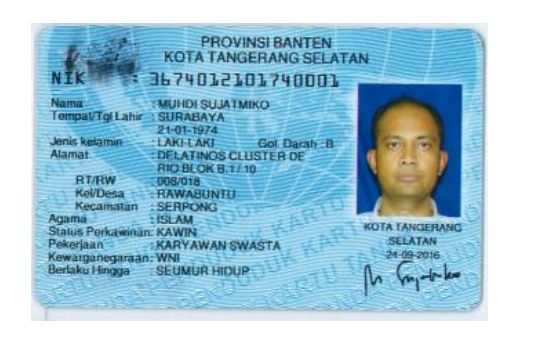 PROVINSI BANTEN
KOTA TANGERANG SELATAN
NIK : 3674012101740001
Nama : MUHDI SUJATMIKO
Tempat/Tgl Lahir : SURABAYA
21-01-1974
Jenis kelamin : LAKI-LAKI Gol. Darah :B
Alamat : DELATINOS CLUSTER DE
RIO BLOK B.1 / 10
RT/RW : 008/018
Kel/Desa : RAWABUNTU
Kecamatan : SERPONG
Agama : ISLAM
Status Perkawinan: KAWIN
Pekerjaan : KARYAWAN SWASTA
Kewarganegaraan: WNI
Berlaku Hingga : SEUMUR HIDUP
KOTA TANGERANG
SELATAN
24-09-2016